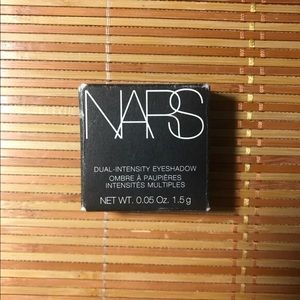 NARS
DUAL-INTENSITY EYESHADOW
OMBRE À PAUPIÈRES
INTENSITÉS MULTIPLES
NET WT. 0.05 Oz. 1.5 g